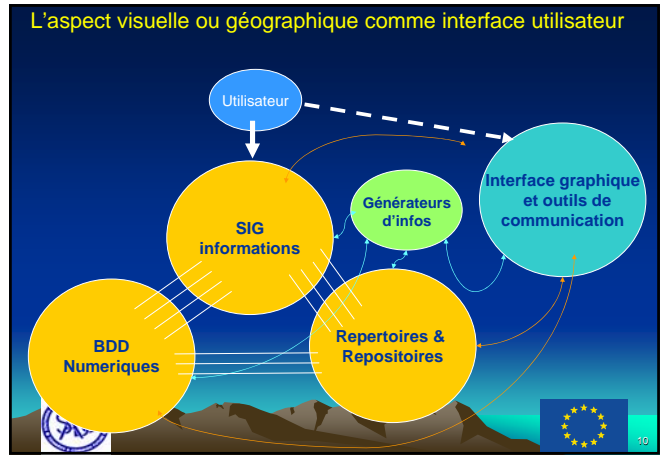 L'aspect visuelle ou géographique comme interface utilisateur
Utilisateur
Interface graphique
et outils de
communication
Générateurs
d'infos
SIG
informations
Repertoires &
Repositoires
BDD
Numeriques
10